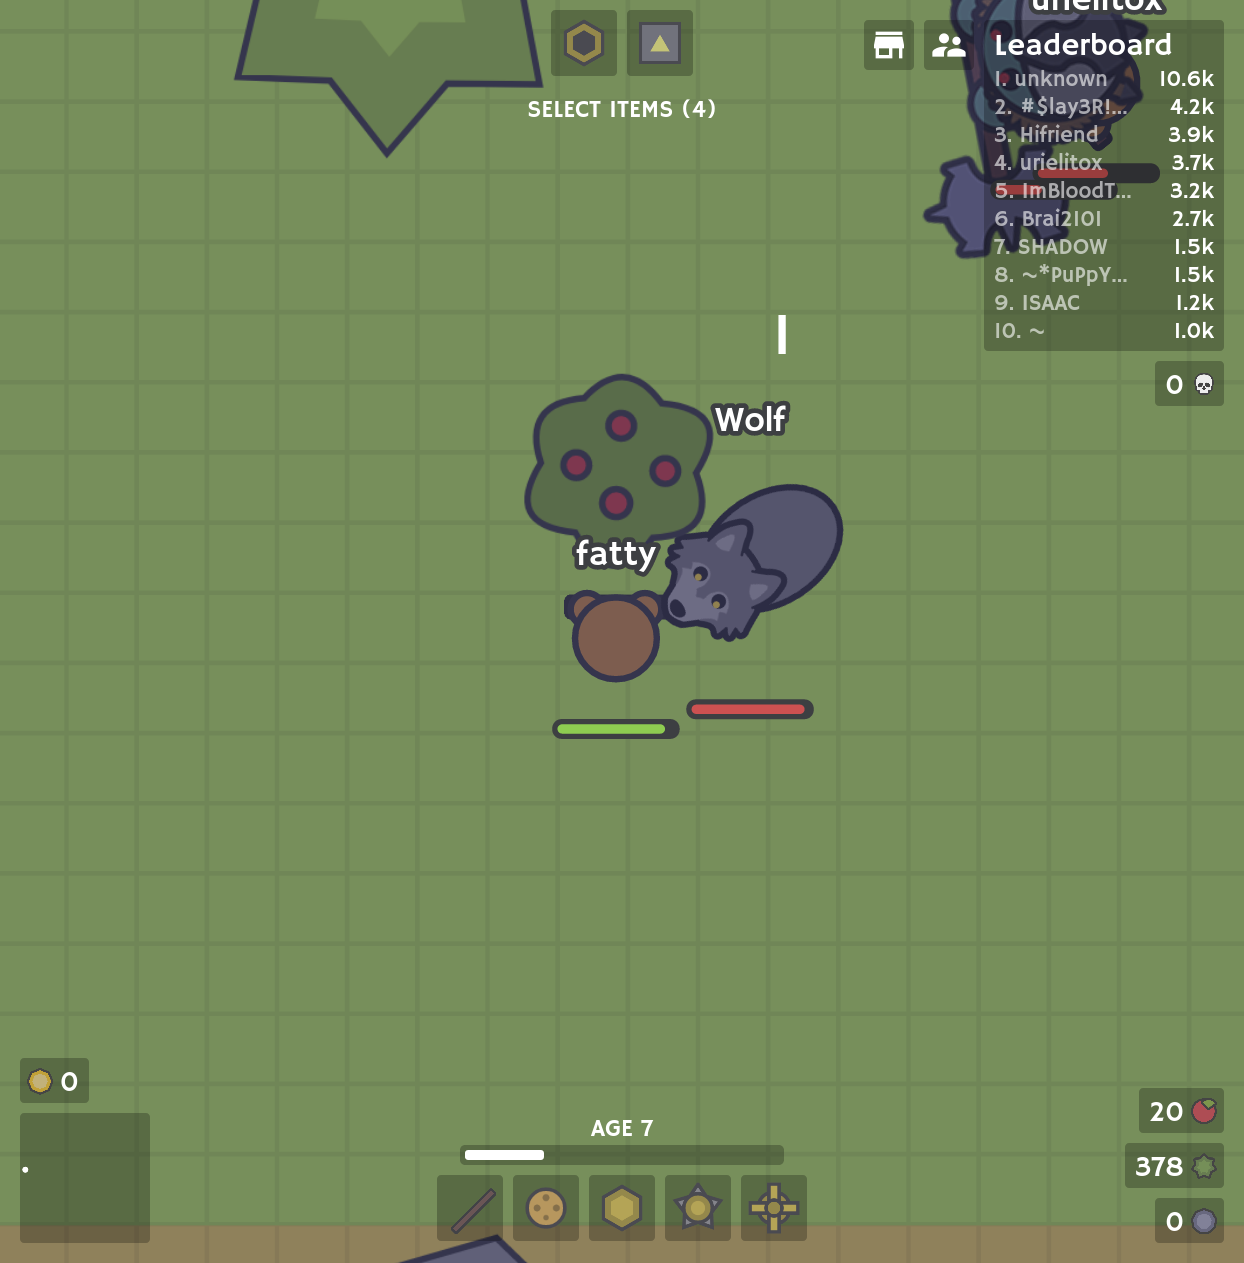 urielitox
Leaderboard
1. unknown 10.6k
2. #$lay3R!... 4.2k
3. Hifriend 3.9k
4. urielitox 3.7k
5. ImBloodT... 3.2k
6. Brai2101 2.7k
7. SHADOW 1.5k
8. ~*PuPpY... 1.5k
9. ISAAC 1.2k
10. ~ 1.0k
SELECT ITEMS (4)
0
Wolf
fatty
0
AGE 7
20
378
0